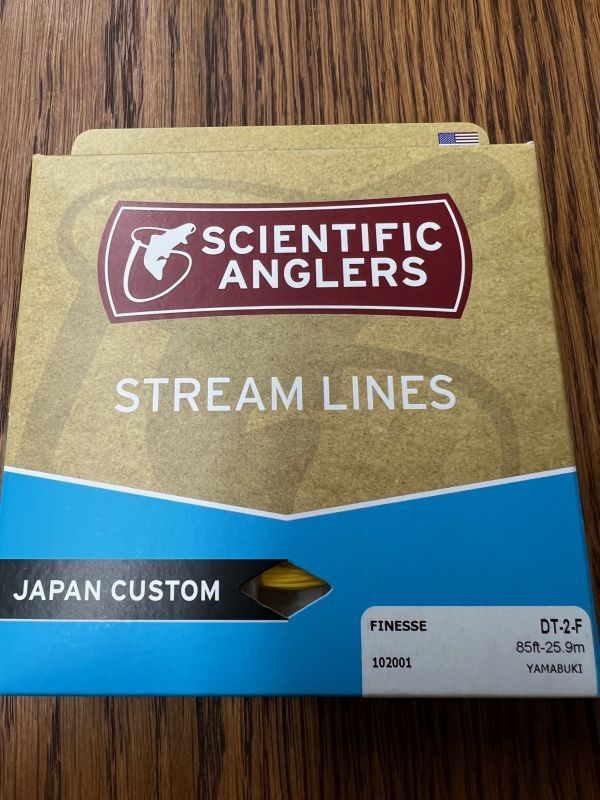 SCIENTIFIC
ANGLERS
STREAM LINES
JAPAN CUSTOM
FINESSE DT-2-F
85ft-25.9m
102001 YAMABUKI